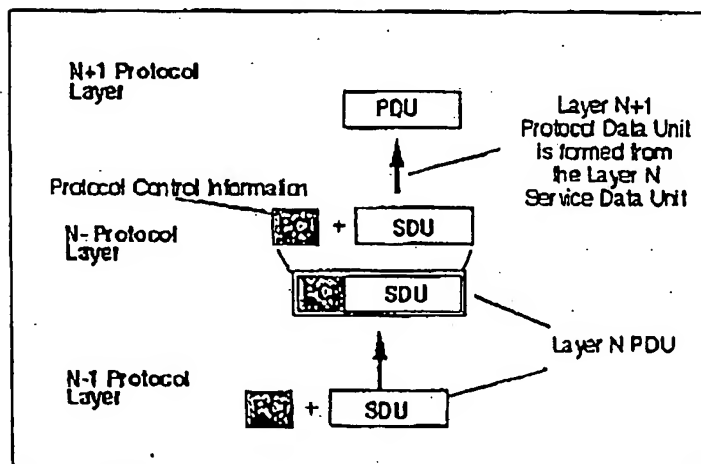 N+1 Protocol
Layer
PDU
Layer N+1
Protocol Data Unit
is formed from
the Layer N
Service Data Unit
Protocol Control Information
+ SDU
N- Protocol
Layer
SDU
Layer N PDU
N-1 Protocol
Layer
+ SDU